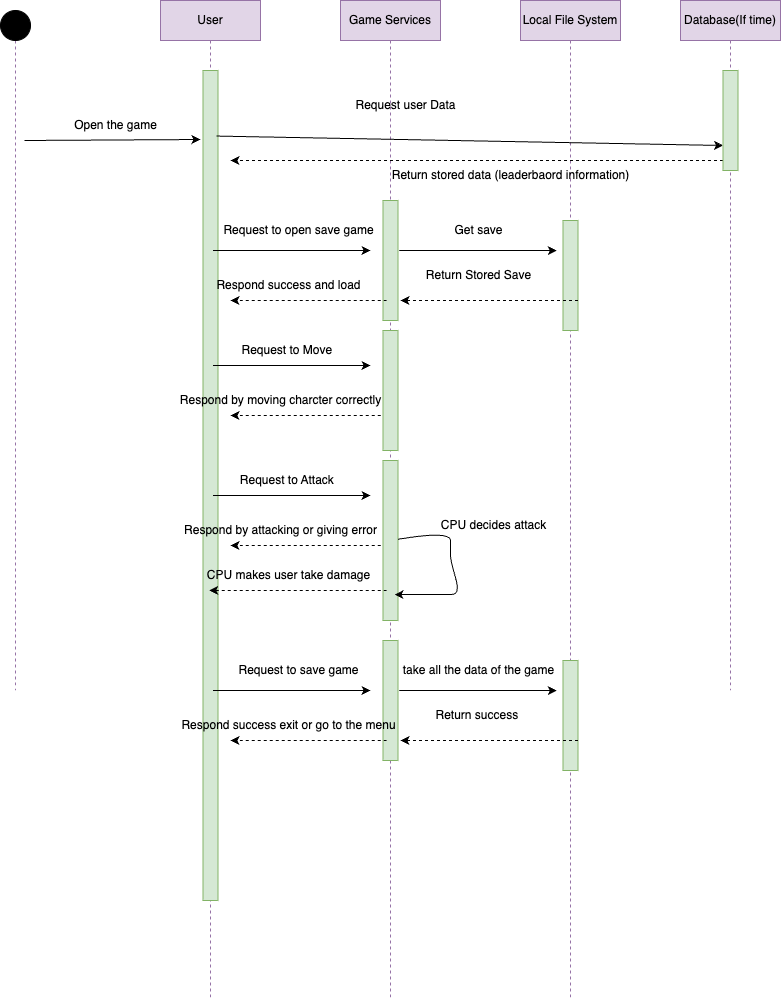 User
Game Services
Local File System
Database(If time)
Request user Data
Open the game
Return stored data (leaderbaord information)
Request to open save game
Get save
Return Stored Save
Respond success and load
Request to Move
Respond by moving charcter correctly
Request to Attack
CPU decides attack
Respond by attacking or giving error
CPU makes user take damage
Request to save game
take all the data of the game
Return success
Respond success exit or go to the menu